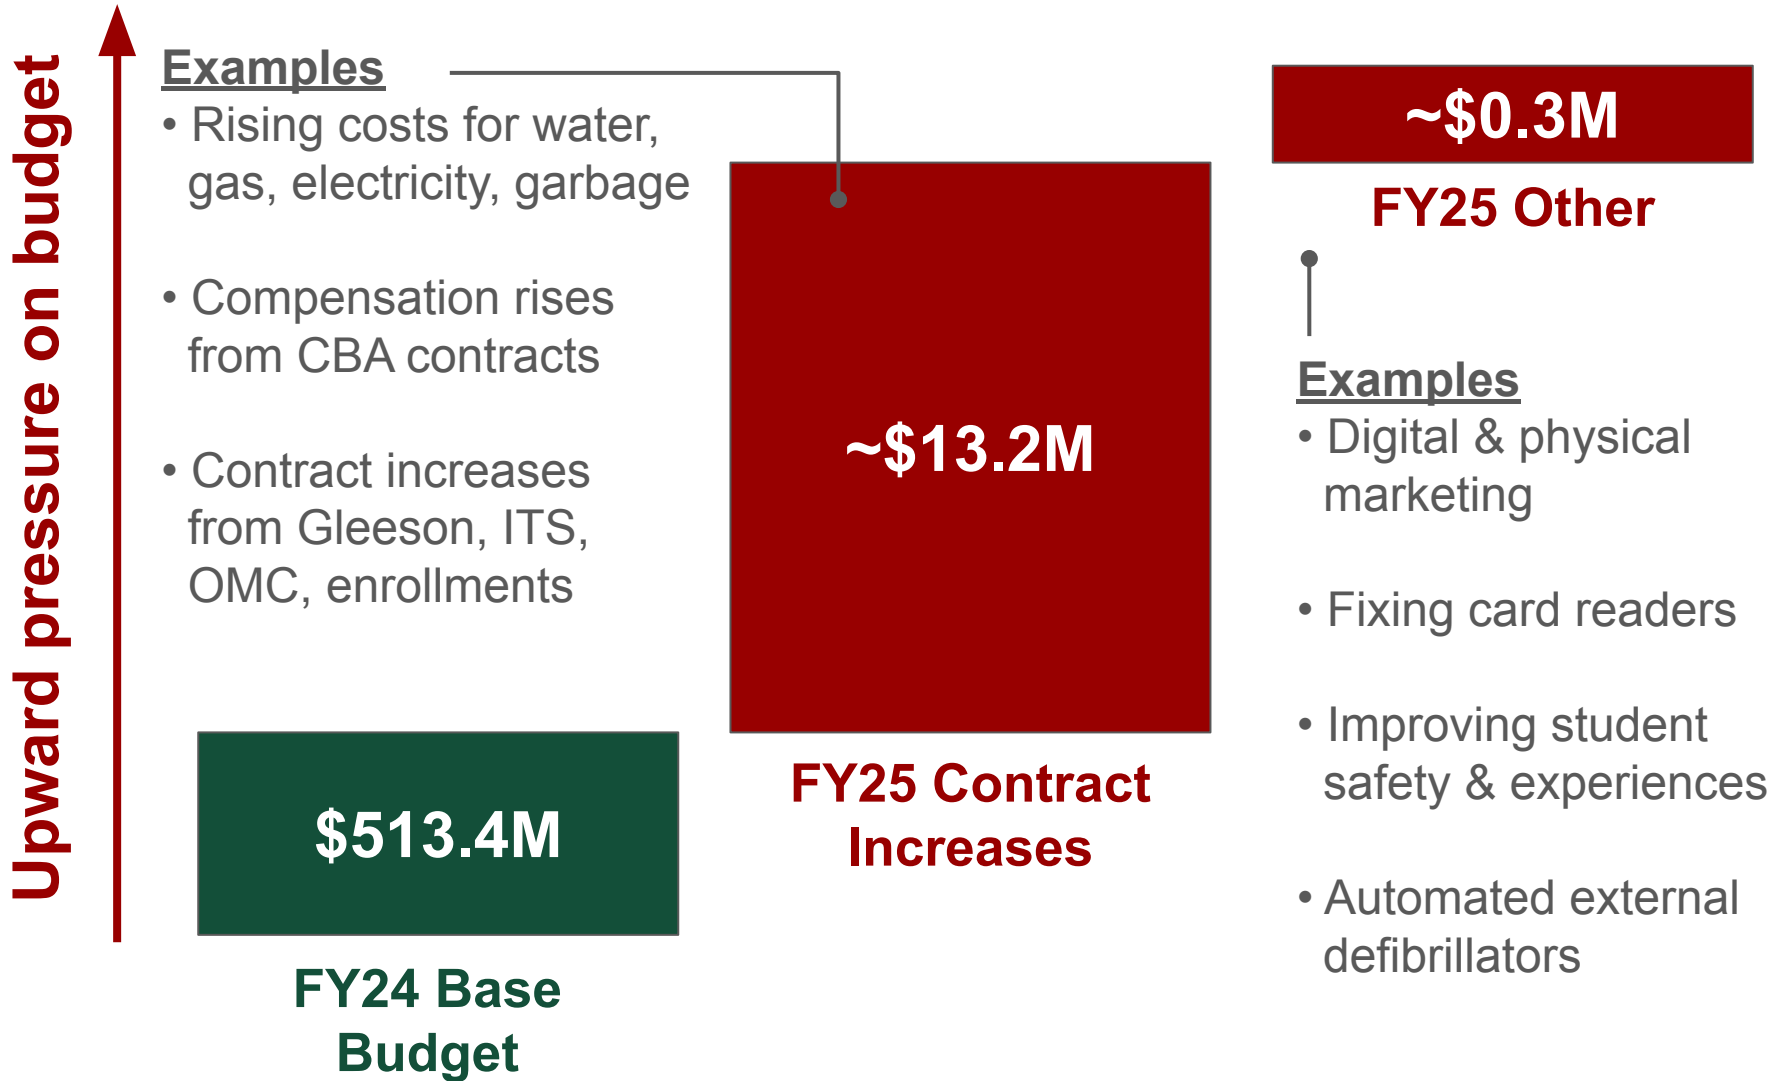 Upward pressure on budget
Examples
• Rising costs for water,
gas, electricity, garbage
• Compensation rises
from CBA contracts
• Contract increases
from Gleeson, ITS,
OMC, enrollments
$513.4M
FY24 Base
Budget
~$13.2M
FY25 Contract
Increases
~$0.3M
FY25 Other
Examples
• Digital & physical
marketing
• Fixing card readers
• Improving student
safety & experiences
• Automated external
defibrillators